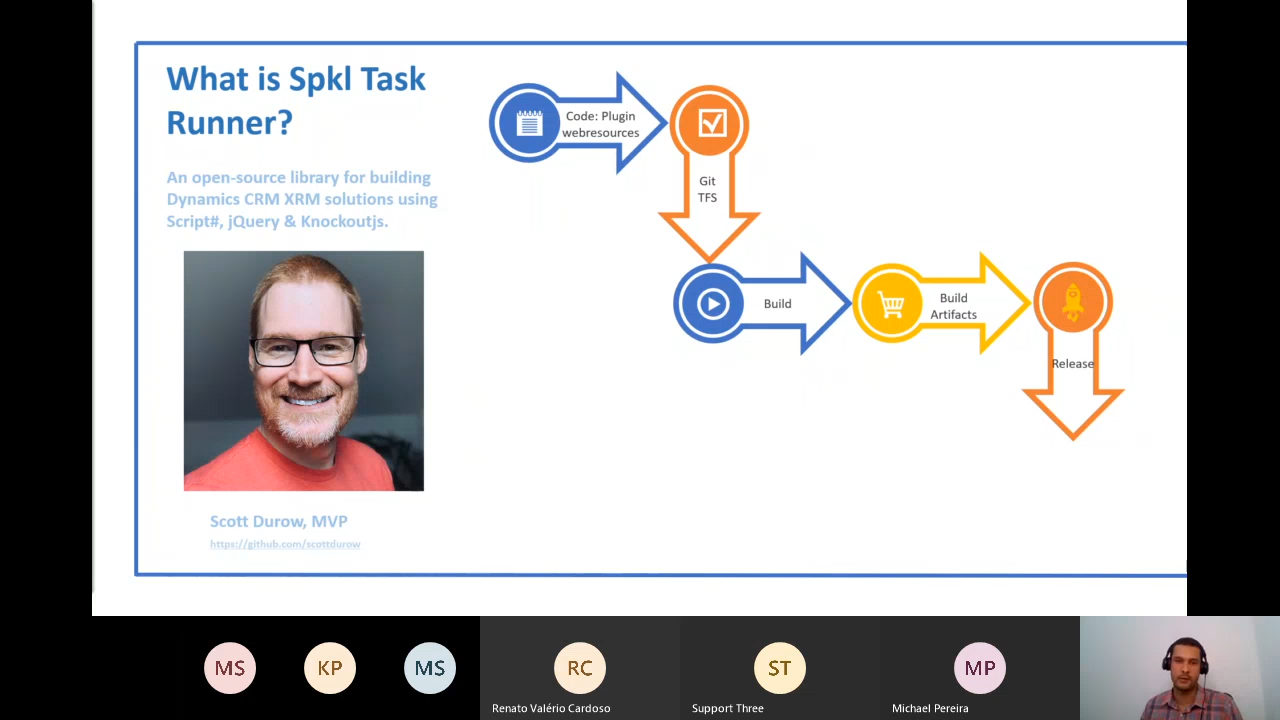 What is Spkl Task
Runner?
An open-source library for building
Dynamics CRM XRM solutions using
Script#, jQuery & Knockoutjs.
Scott Durow, MVP
https://github.com/scottdurow
Code: Plugin
webresources
Git
TFS
Build
Build
Artifacts
Release
MS
KP
MS
RC
Renato Valério Cardoso
ST
Support Three
MP
Michael Pereira